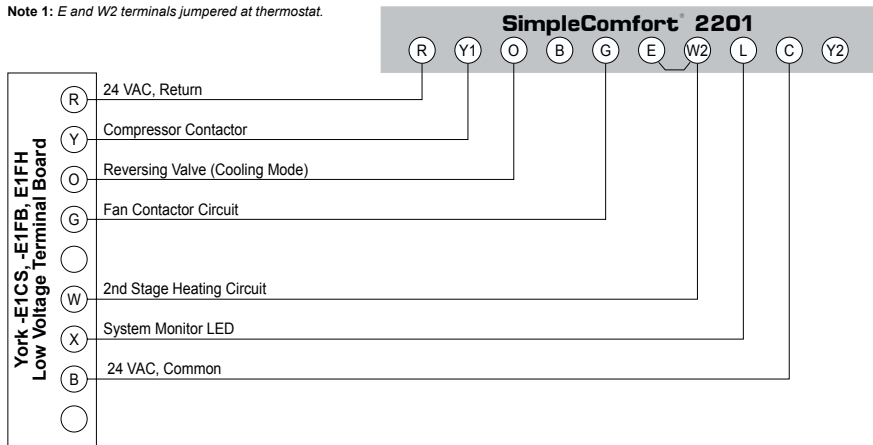 Note 1: E and W2 terminals jumpered at thermostat.
SimpleComfort® 2201
R Y1 O B G E W2 L C Y2
York -E1CS, -E1FB, E1FH
Low Voltage Terminal Board
R 24 VAC, Return
Y Compressor Contactor
O Reversing Valve (Cooling Mode)
G Fan Contactor Circuit
W 2nd Stage Heating Circuit
X System Monitor LED
B 24 VAC, Common